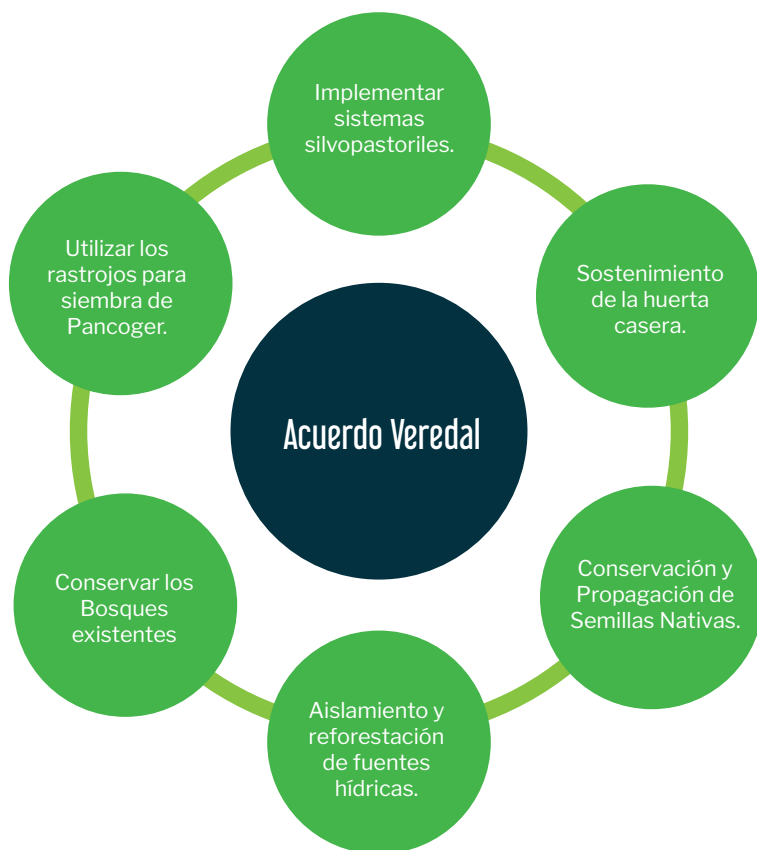 Implementar
sistemas
silvopastoriles.
Sostenimiento
de la huerta
casera.
Conservación y
Propagación de
Semillas Nativas.
Aislamiento y
reforestación
de fuentes
hídricas.
Conservar los
Bosques
existentes
Utilizar los
rastrojos para
siembra de
Pancoger.
Acuerdo Veredal